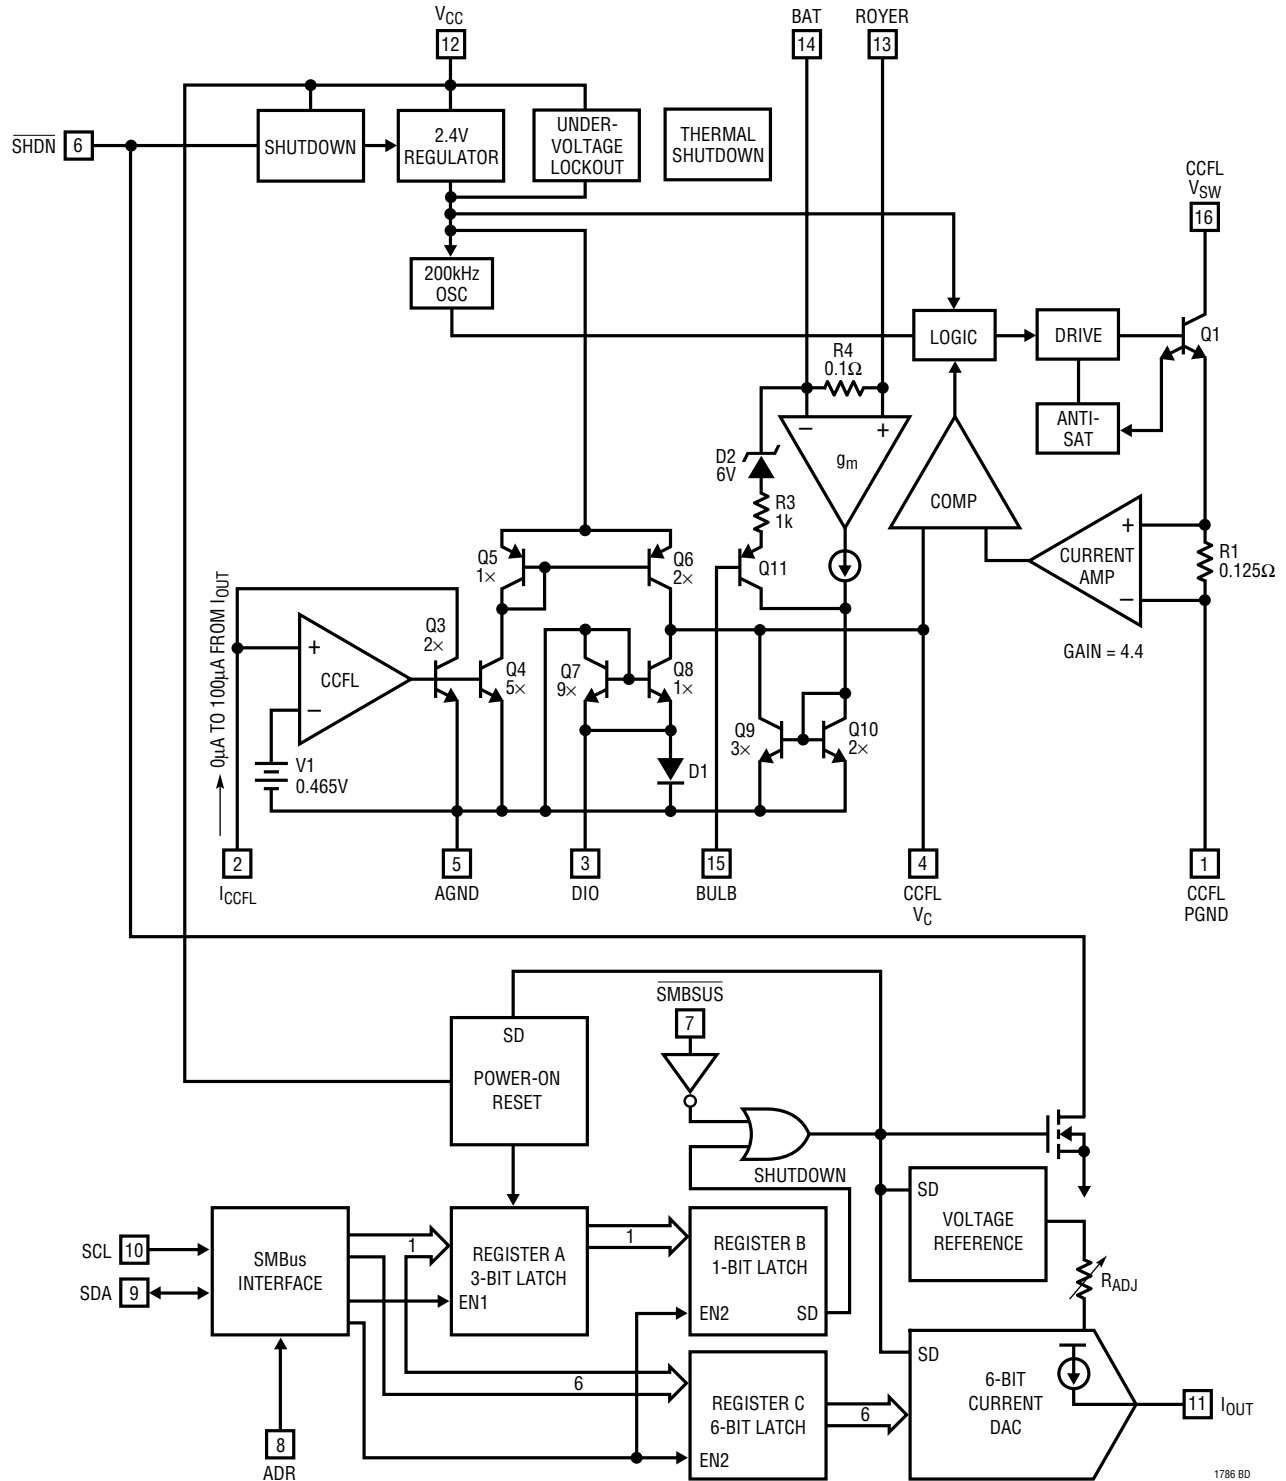 VCC
12
BAT
14
ROYER
13
SHDN
6
SHUTDOWN
2.4V
REGULATOR
UNDER-
VOLTAGE
LOCKOUT
THERMAL
SHUTDOWN
CCFL
VSW
16
200kHz
OSC
LOGIC
DRIVE
Q1
R4
0.1Ω
ANTI-
SAT
D2
6V
gm
R3
1k
COMP
CURRENT
AMP
R1
0.125Ω
GAIN = 4.4
Q5
1×
Q6
2×
Q11
0µA TO 100µA FROM IOUT
CCFL
Q3
2×
Q4
5×
Q7
9×
Q8
1×
Q9
3×
Q10
2×
V1
0.465V
D1
2
ICCFL
5
AGND
3
DIO
15
BULB
4
CCFL
VC
1
CCFL
PGND
SD
POWER-ON
RESET
SMBSUS
7
SHUTDOWN
SD
VOLTAGE
REFERENCE
RADJ
SCL
10
SDA
9
SMBus
INTERFACE
1
REGISTER A
3-BIT LATCH
EN1
1
REGISTER B
1-BIT LATCH
EN2
SD
8
ADR
6
REGISTER C
6-BIT LATCH
EN2
6
SD
6-BIT
CURRENT
DAC
11
IOUT
1786 BD